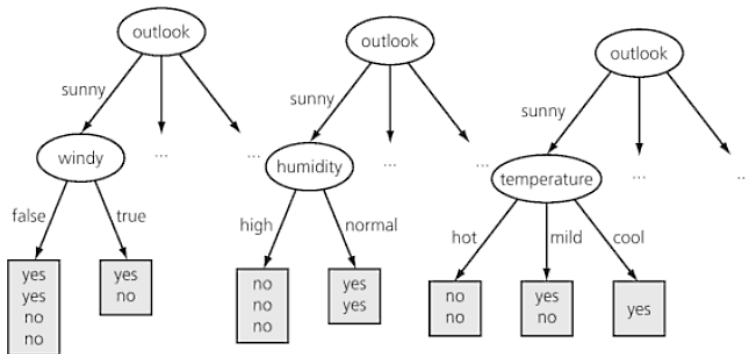 outlook
sunny
windy
...
...
false
true
yes
yes
no
no
yes
no
outlook
sunny
humidity
...
...
high
normal
no
no
no
yes
yes
outlook
sunny
temperature
...
..
hot
mild
cool
no
no
yes
no
yes